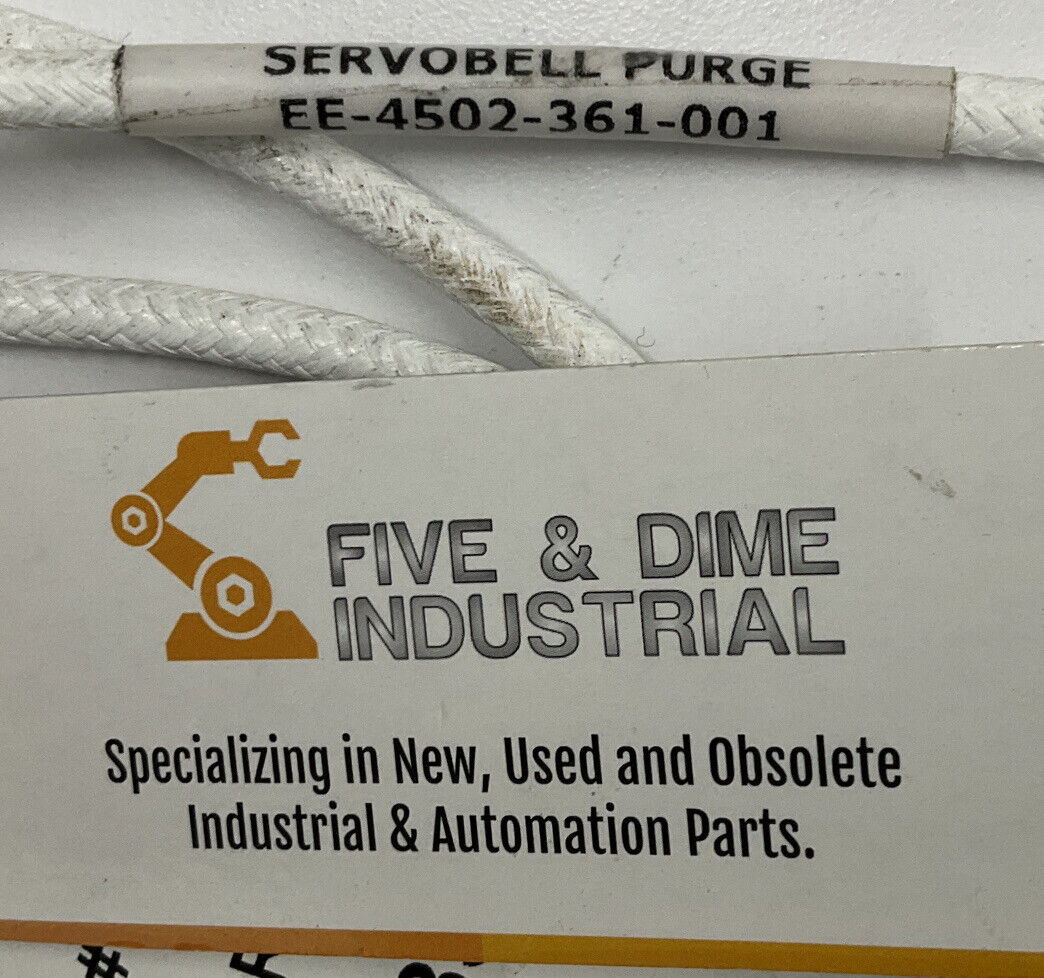 SERVOBELL PURGE
EE-4502-361-001
FIVE & DIME
INDUSTRIAL
Specializing in New, Used and Obsolete
Industrial & Automation Parts.
#